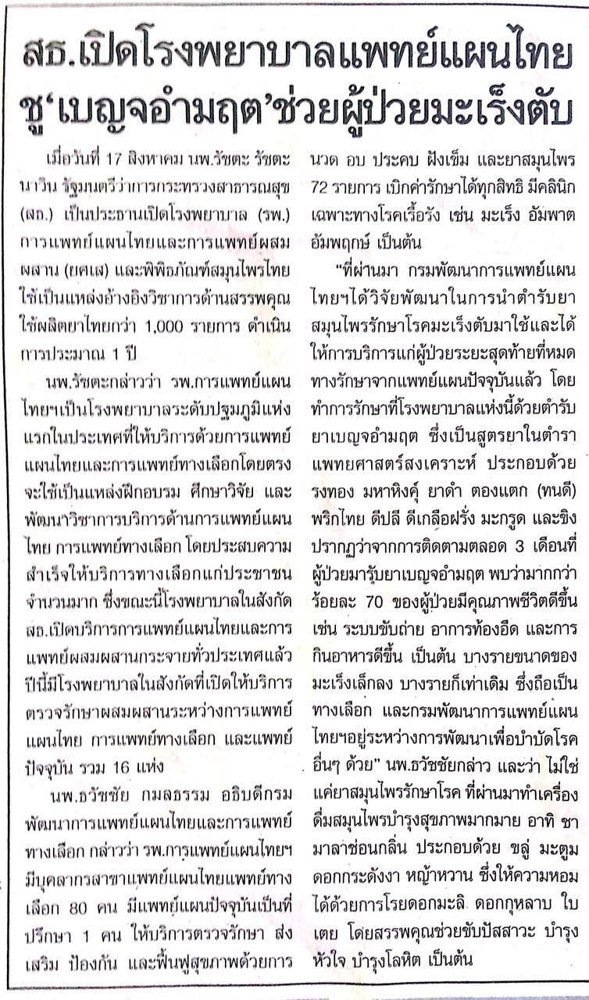 สธ.เปิดโรงพยาบาลแพทย์แผนไทย
ชู‘เบญจอำมฤต’ช่วยผู้ป่วยมะเร็งตับ
เมื่อวันที่ 17 สิงหาคม นพ.รัชตะ รัชตะ
นาวิน รัฐมนตรีว่าการกระทรวงสาธารณสุข
(สธ.) เป็นประธานเปิดโรงพยาบาล (รพ.)
การแพทย์แผนไทยและการแพทย์ผสม
ผสาน (ยศเส) และพิพิธภัณฑ์สมุนไพรไทย
ใช้เป็นแหล่งอ้างอิงวิชาการด้านสรรพคุณ
ใช้ผลิตยาไทยกว่า 1,000 รายการ ดำเนิน
การประมาณ 1 ปี
นพ.รัชตะกล่าวว่า รพ.การแพทย์แผน
ไทยฯเป็นโรงพยาบาลระดับปฐมภูมิแห่ง
แรกในประเทศที่ให้บริการด้วยการแพทย์
แผนไทยและการแพทย์ทางเลือกโดยตรง
จะใช้เป็นแหล่งฝึกอบรม ศึกษาวิจัย และ
พัฒนาวิชาการบริการด้านการแพทย์แผน
ไทย การแพทย์ทางเลือก โดยประสบความ
สำเร็จให้บริการทางเลือกแก่ประชาชน
จำนวนมาก ซึ่งขณะนี้โรงพยาบาลในสังกัด
สธ.เปิดบริการการแพทย์แผนไทยและการ
แพทย์ผสมผสานกระจายทั่วประเทศแล้ว
ปีนี้มีโรงพยาบาลในสังกัดที่เปิดให้บริการ
ตรวจรักษาผสมผสานระหว่างการแพทย์
แผนไทย การแพทย์ทางเลือก และแพทย์
ปัจจุบัน รวม 16 แห่ง
นพ.ธวัชชัย กมลธรรม อธิบดีกรม
พัฒนาการแพทย์แผนไทยและการแพทย์
ทางเลือก กล่าวว่า รพ.การแพทย์แผนไทยฯ
มีบุคลากรสาขาแพทย์แผนไทยแพทย์ทาง
เลือก 80 คน มีแพทย์แผนปัจจุบันเป็นที่
ปรึกษา 1 คน ให้บริการตรวจรักษา ส่ง
เสริม ป้องกัน และฟื้นฟูสุขภาพด้วยการ
นวด อบ ประคบ ฝังเข็ม และยาสมุนไพร
72 รายการ เบิกค่ารักษาได้ทุกสิทธิ มีคลินิก
เฉพาะทางโรคเรื้อรัง เช่น มะเร็ง อัมพาต
อัมพฤกษ์ เป็นต้น
“ที่ผ่านมา กรมพัฒนาการแพทย์แผน
ไทยฯได้วิจัยพัฒนาในการนำตำรับยา
สมุนไพรรักษาโรคมะเร็งตับมาใช้และได้
ให้การบริการแก่ผู้ป่วยระยะสุดท้ายที่หมด
ทางรักษาจากแพทย์แผนปัจจุบันแล้ว โดย
ทำการรักษาที่โรงพยาบาลแห่งนี้ด้วยตำรับ
ยาเบญจอำมฤต ซึ่งเป็นสูตรยาในตำรา
แพทยศาสตร์สงเคราะห์ ประกอบด้วย
รงทอง มหาหิงคุ์ ยาดำ ตองแตก (ทนดี)
พริกไทย ดีปลี ดีเกลือฝรั่ง มะกรูด และขิง
ปรากฏว่าจากการติดตามตลอด 3 เดือนที่
ผู้ป่วยมารับยาเบญจอำมฤต พบว่ามากกว่า
ร้อยละ 70 ของผู้ป่วยมีคุณภาพชีวิตดีขึ้น
เช่น ระบบขับถ่าย อาการท้องอืด และการ
กินอาหารดีขึ้น เป็นต้น บางรายขนาดของ
มะเร็งเล็กลง บางรายก็เท่าเดิม ซึ่งถือเป็น
ทางเลือก และกรมพัฒนาการแพทย์แผน
ไทยฯอยู่ระหว่างการพัฒนาเพื่อบำบัดโรค
อื่นๆ ด้วย” นพ.ธวัชชัยกล่าว และว่า ไม่ใช่
แค่ยาสมุนไพรรักษาโรค ที่ผ่านมาทำเครื่อง
ดื่มสมุนไพรบำรุงสุขภาพมากมาย อาทิ ชา
มาลาซ่อนกลิ่น ประกอบด้วย ขลู่ มะตูม
ดอกกระดังงา หญ้าหวาน ซึ่งให้ความหอม
ได้ด้วยการโรยดอกมะลิ ดอกกุหลาบ ใบ
เตย โดยสรรพคุณช่วยขับปัสสาวะ บำรุง
หัวใจ บำรุงโลหิต เป็นต้น